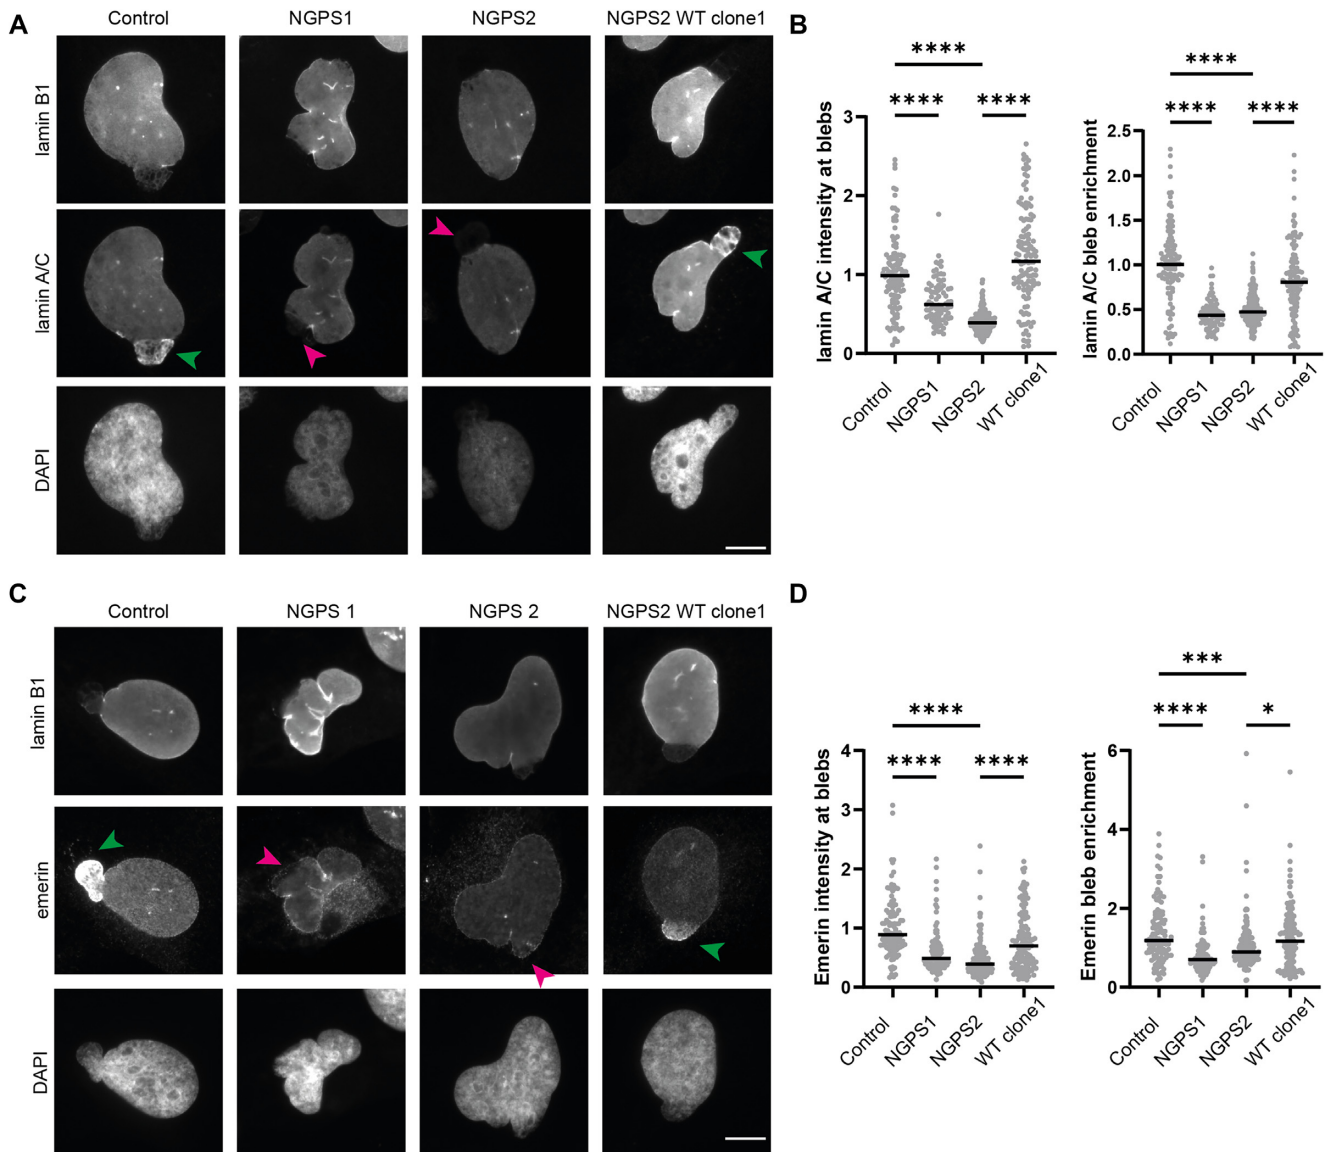 A
Control
NGPS1
NGPS2
NGPS2 WT clone1
lamin B1
lamin A/C
DAPI
B
****
**** ****
lamin A/C intensity at blebs
3
2
1
0
Control
NGPS1
NGPS2
WT clone1
****
**** ****
lamin A/C bleb enrichment
2.5
2.0
1.5
1.0
0.5
0.0
Control
NGPS1
NGPS2
WT clone1
C
Control
NGPS 1
NGPS 2
NGPS2 WT clone1
lamin B1
emerin
DAPI
D
****
**** ****
Emerin intensity at blebs
4
3
2
1
0
Control
NGPS1
NGPS2
WT clone1
***
**** *
Emerin bleb enrichment
6
4
2
0
Control
NGPS1
NGPS2
WT clone1